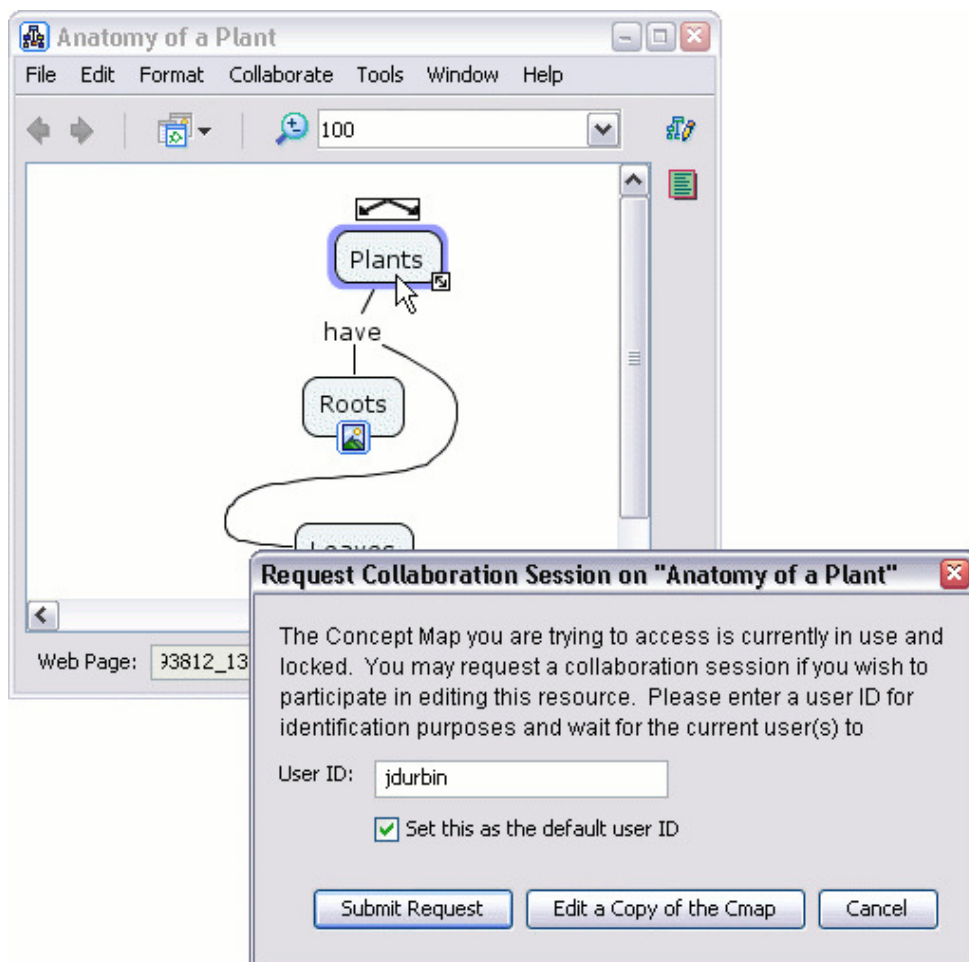 Anatomy of a Plant
File Edit Format Collaborate Tools Window Help
100
Plants
have
Roots
Leaves
Web Page: 93812_13
Request Collaboration Session on "Anatomy of a Plant"
The Concept Map you are trying to access is currently in use and
locked. You may request a collaboration session if you wish to
participate in editing this resource. Please enter a user ID for
identification purposes and wait for the current user(s) to
User ID: jdurbin
Set this as the default user ID
Submit Request Edit a Copy of the Cmap Cancel